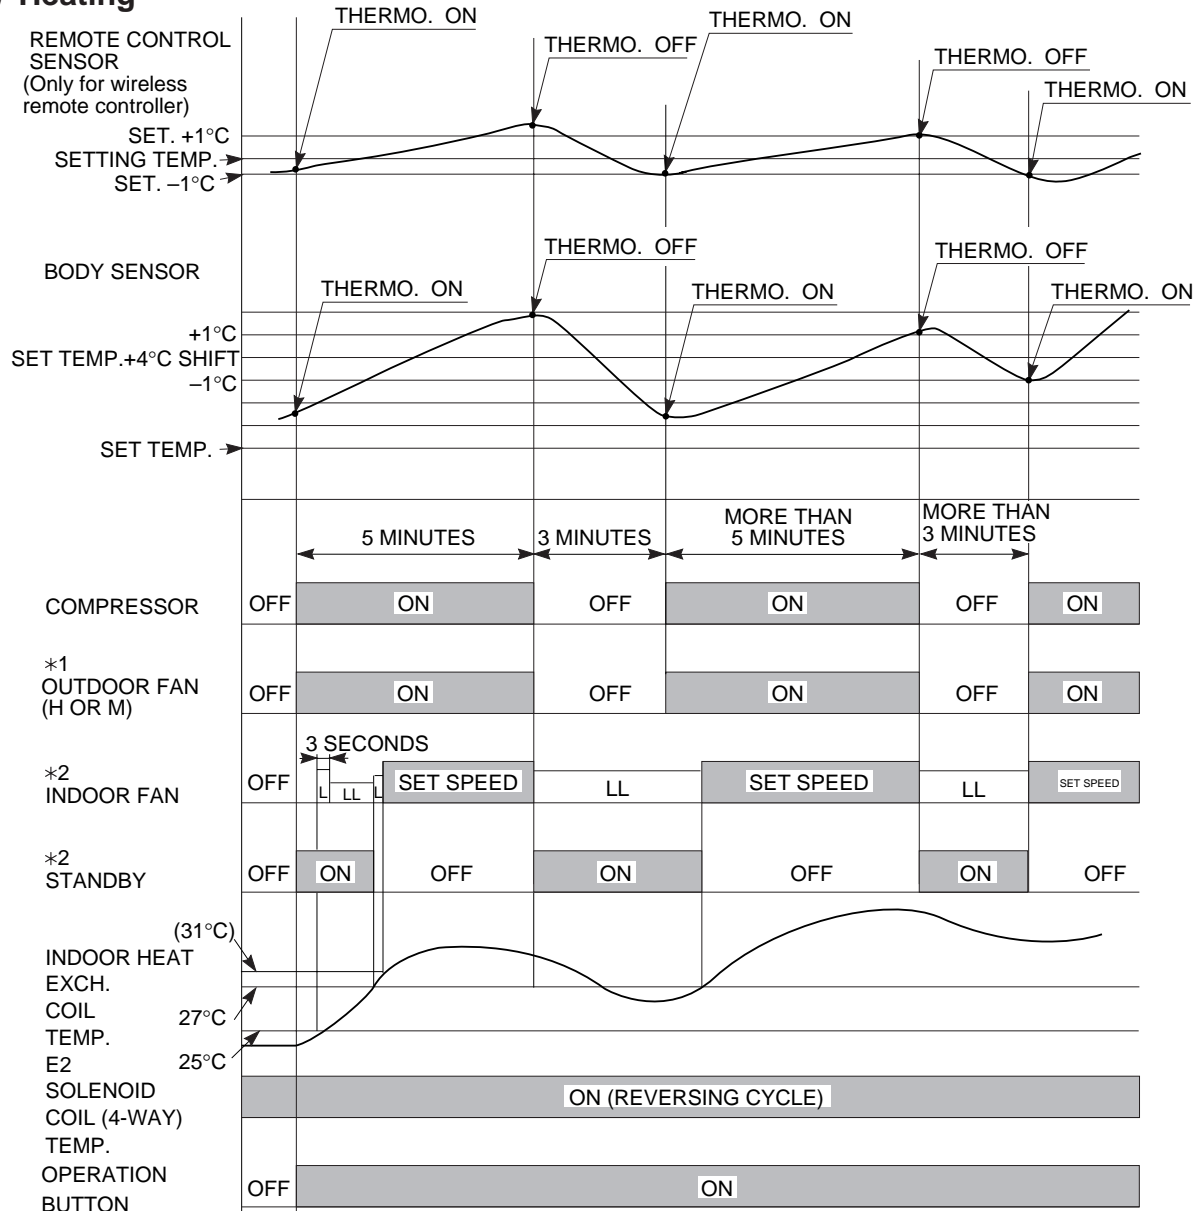 Heating
THERMO. ON
THERMO. ON
REMOTE CONTROL
SENSOR
(Only for wireless
remote controller)
THERMO. OFF
THERMO. OFF
THERMO. ON
SET. +1°C
SETTING TEMP.
SET. –1°C
THERMO. OFF
THERMO. OFF
BODY SENSOR
THERMO. ON
THERMO. ON
THERMO. ON
+1°C
SET TEMP.+4°C SHIFT
–1°C
SET TEMP.
5 MINUTES
3 MINUTES
MORE THAN
5 MINUTES
MORE THAN
3 MINUTES
COMPRESSOR
OFF ON OFF ON OFF ON
*1
OUTDOOR FAN
(H OR M)
OFF ON OFF ON OFF ON
3 SECONDS
*2
INDOOR FAN
OFF L LL L SET SPEED LL SET SPEED LL SET SPEED
*2
STANDBY
OFF ON OFF ON OFF ON OFF
(31°C)
INDOOR HEAT
EXCH.
COIL
27°C
TEMP.
E2
25°C
SOLENOID
COIL (4-WAY)
TEMP.
ON (REVERSING CYCLE)
OPERATION
BUTTON
OFF ON